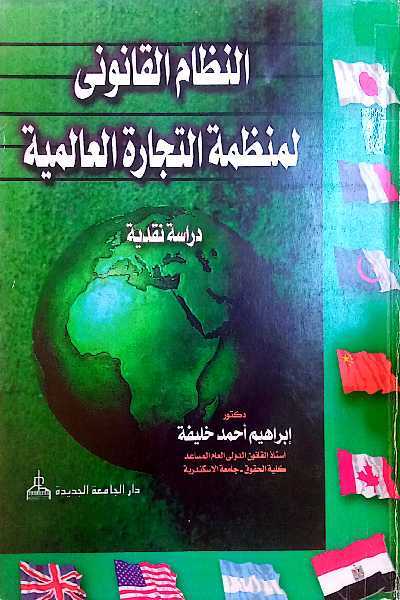 النظام القانونى
لمنظمة التجارة العالمية
دراسة نقدية
دكتور
إبراهيم أحمد خليفة
استاذ القانون الدولى العام المساعد
كلية الحقوق - جامعة الاسكندرية
دار الجامعة الجديدة